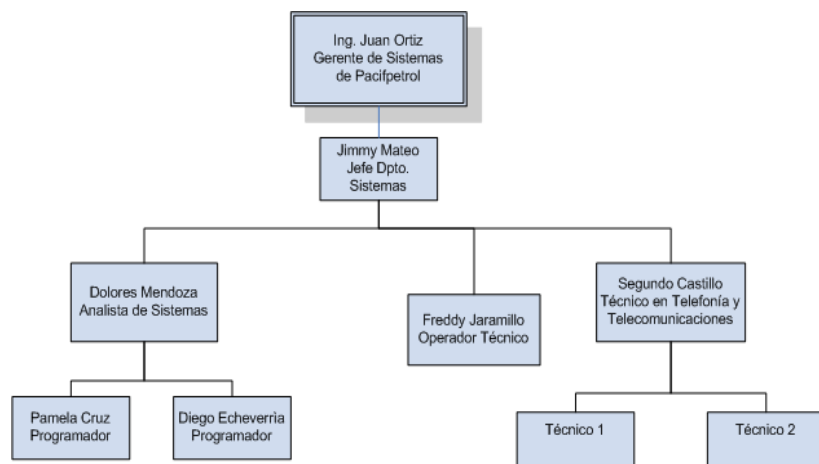 Ing. Juan Ortiz
Gerente de Sistemas
de Pacifpetrol
Jimmy Mateo
Jefe Dpto.
Sistemas
Dolores Mendoza
Analista de Sistemas
Freddy Jaramillo
Operador Técnico
Segundo Castillo
Técnico en Telefonía y
Telecomunicaciones
Pamela Cruz
Programador
Diego Echeverrìa
Programador
Técnico 1
Técnico 2